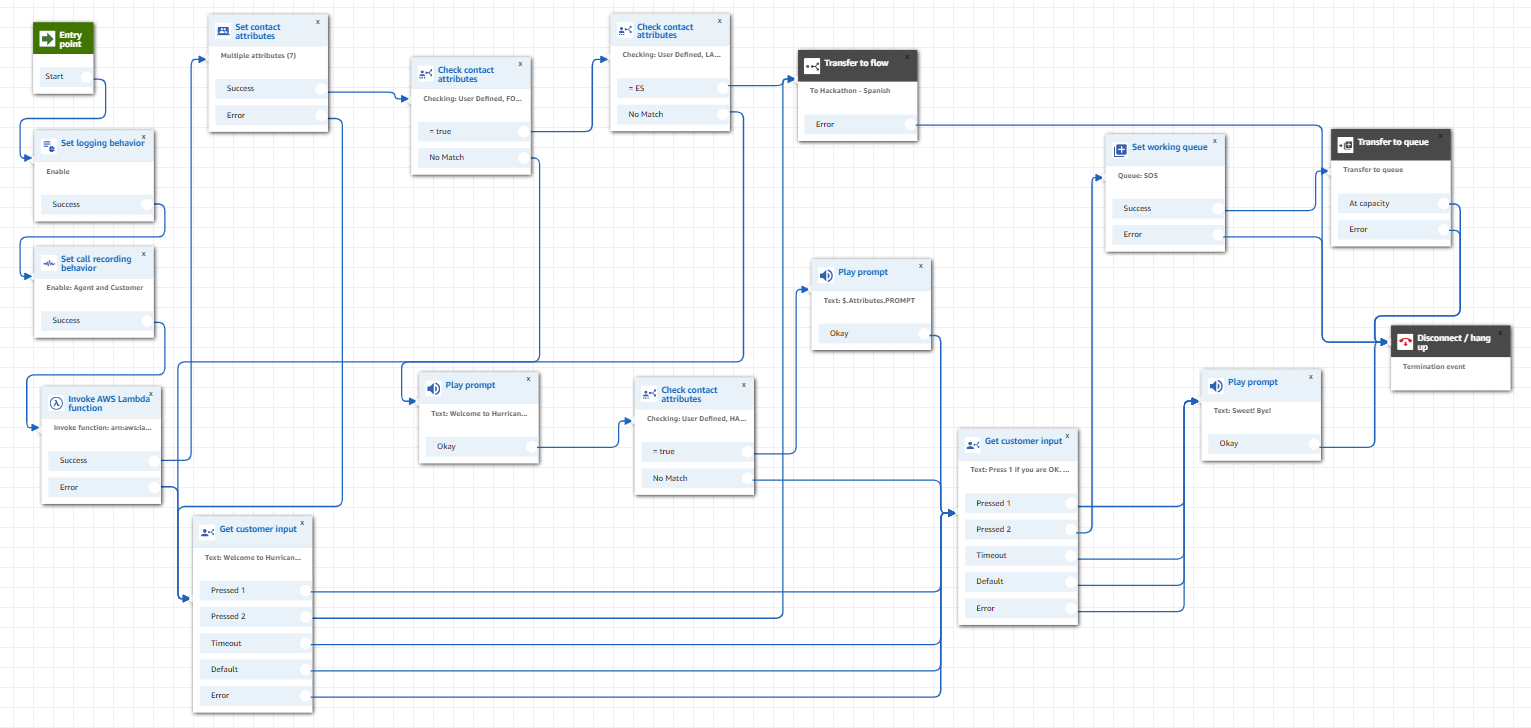 Entry
point
Start
x
Set logging behavior
Enable
Success
x
Set call recording
behavior
Enable: Agent and Customer
Success
x
Invoke AWS Lambda
function
Invoke function: arn:aws:la...
Success
Error
x
Set contact
attributes
Multiple attributes (7)
Success
Error
x
Check contact
attributes
Checking: User Defined, FO...
= true
No Match
x
Check contact
attributes
Checking: User Defined, LA...
= ES
No Match
x
Transfer to flow
To Hackathon - Spanish
Error
x
Get customer input
Text: Welcome to Hurrican...
Pressed 1
Pressed 2
Timeout
Default
Error
x
Play prompt
Text: Welcome to Hurrican...
Okay
x
Check contact
attributes
Checking: User Defined, HA...
= true
No Match
x
Play prompt
Text: $.Attributes.PROMPT
Okay
x
Get customer input
Text: Press 1 if you are OK. ...
Pressed 1
Pressed 2
Timeout
Default
Error
x
Set working queue
Queue: SOS
Success
Error
x
Transfer to queue
Transfer to queue
At capacity
Error
x
Play prompt
Text: Sweet! Bye!
Okay
x
Disconnect / hang
up
Termination event